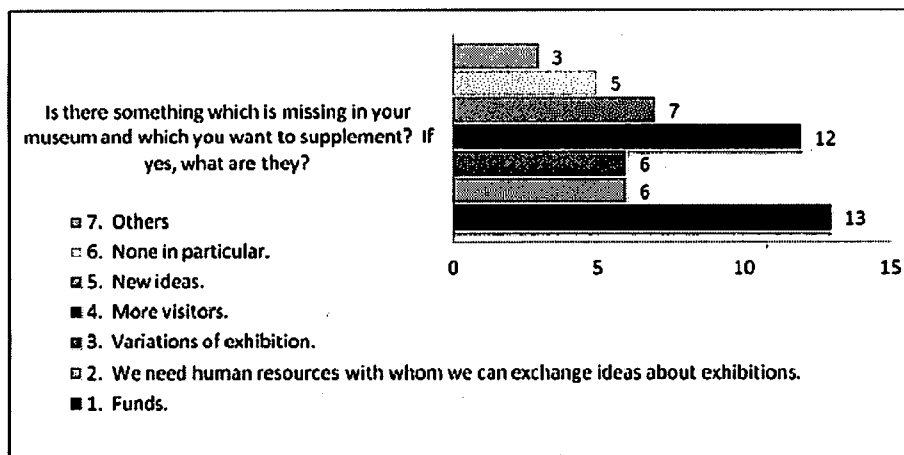 Is there something which is missing in your
museum and which you want to supplement? If
yes, what are they?
7. Others
6. None in particular.
5. New ideas.
4. More visitors.
3. Variations of exhibition.
2. We need human resources with whom we can exchange ideas about exhibitions.
1. Funds.
3
5
7
12
6
6
13
0 5 10 15